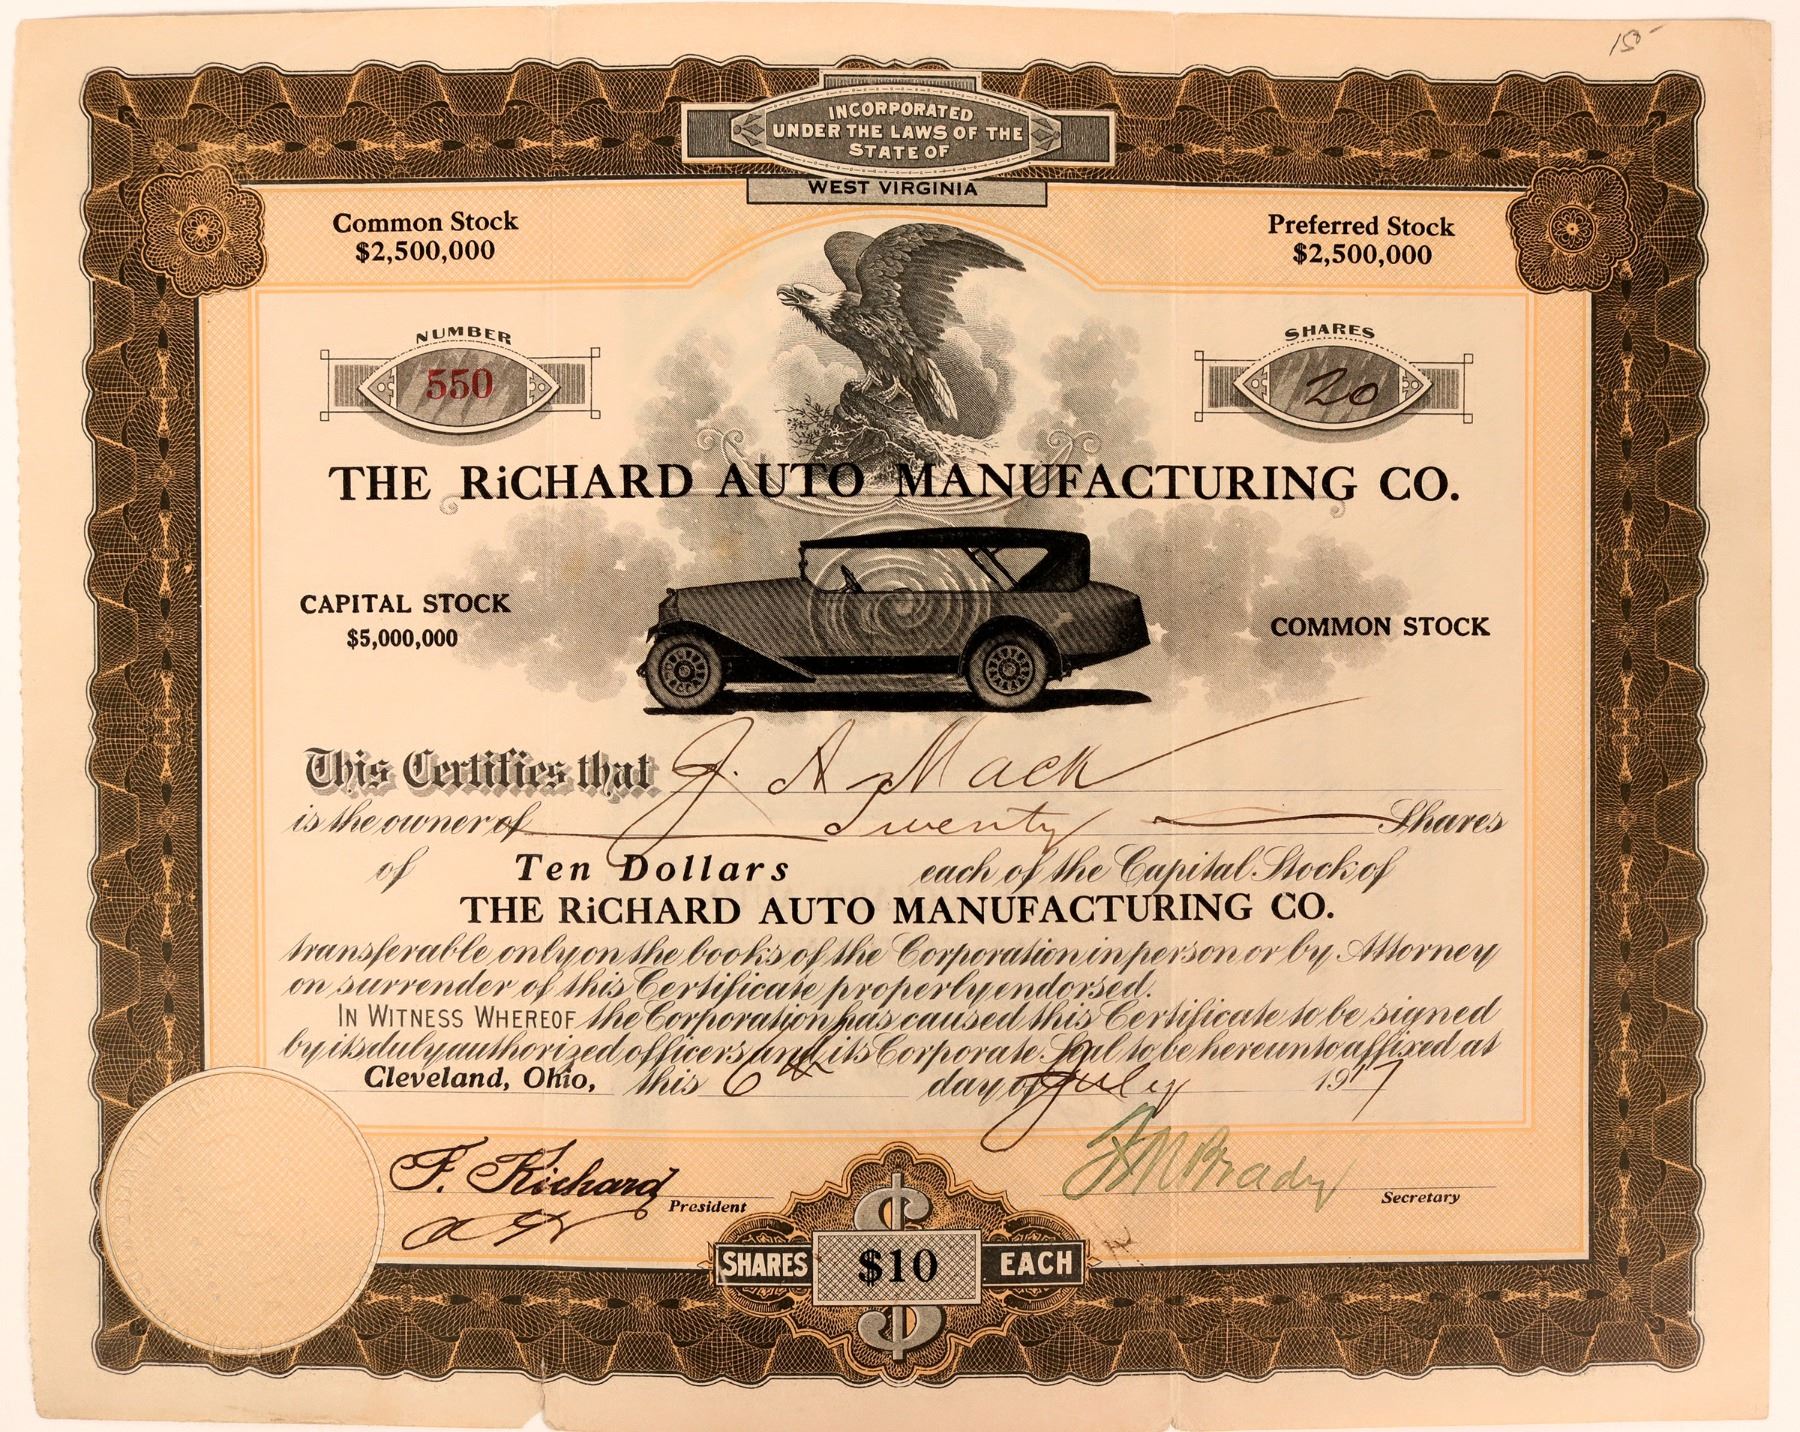 15-
INCORPORATED
UNDER THE LAWS OF THE
STATE OF
WEST VIRGINIA
Common Stock
$2,500,000
Preferred Stock
$2,500,000
NUMBER
550
SHARES
20
THE RiCHARD AUTO MANUFACTURING CO.
CAPITAL STOCK
$5,000,000
COMMON STOCK
This Certifies that J. A. Mack
is the owner of Twenty Shares
of Ten Dollars each of the Capital Stock of
THE RiCHARD AUTO MANUFACTURING CO.
transferable only on the books of the Corporation in person or by Attorney
on surrender of this Certificate properly endorsed.
IN WITNESS WHEREOF the Corporation has caused this Certificate to be signed
by its duly authorized officers and its Corporate Seal to be hereunto affixed at
Cleveland, Ohio, this 6th day of July 1917
F. Richard President
F M Brady Secretary
SHARES $10 EACH